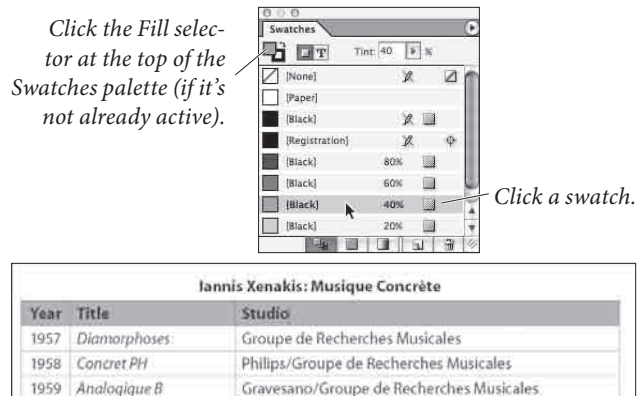 Click the Fill selec-
tor at the top of the
Swatches palette (if it's
not already active).
Swatches
T Tint: 40 %
[None]
[Paper]
[Black]
[Registration]
[Black] 80%
[Black] 60%
[Black] 40%
[Black] 20%
Click a swatch.
Iannis Xenakis: Musique Concrète
Year Title Studio
1957 Diamorphoses Groupe de Recherches Musicales
1958 Concret PH Philips/Groupe de Recherches Musicales
1959 Analogique B Gravesano/Groupe de Recherches Musicales